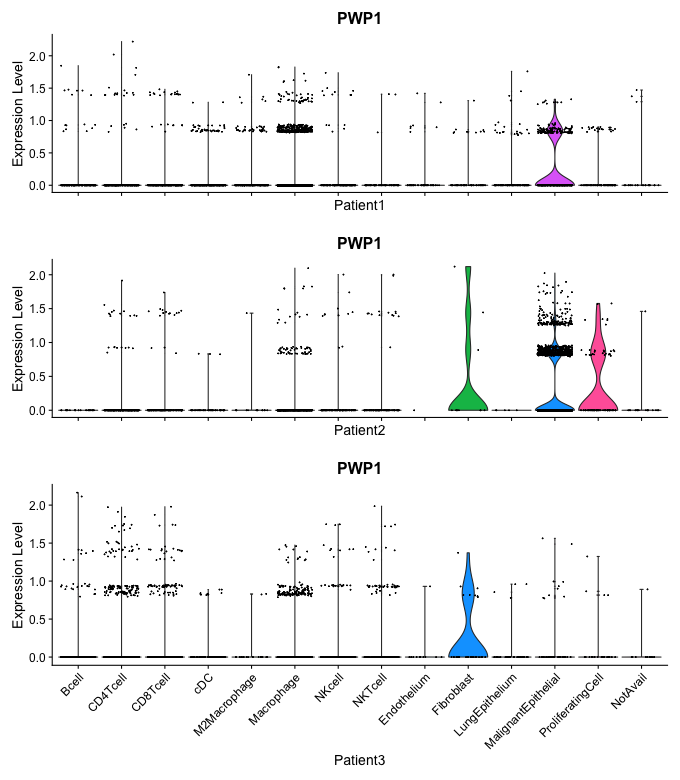 PWP1
Expression Level
2.0
1.5
1.0
0.5
0.0
Patient1
PWP1
Expression Level
2.0
1.5
1.0
0.5
0.0
Patient2
PWP1
Expression Level
2.0
1.5
1.0
0.5
0.0
Bcell
CD4Tcell
CD8Tcell
cDC
M2Macrophage
Macrophage
NKcell
NKTcell
Endothelium
Fibroblast
LungEpithelium
MalignantEpithelial
ProliferatingCell
NotAvail
Patient3